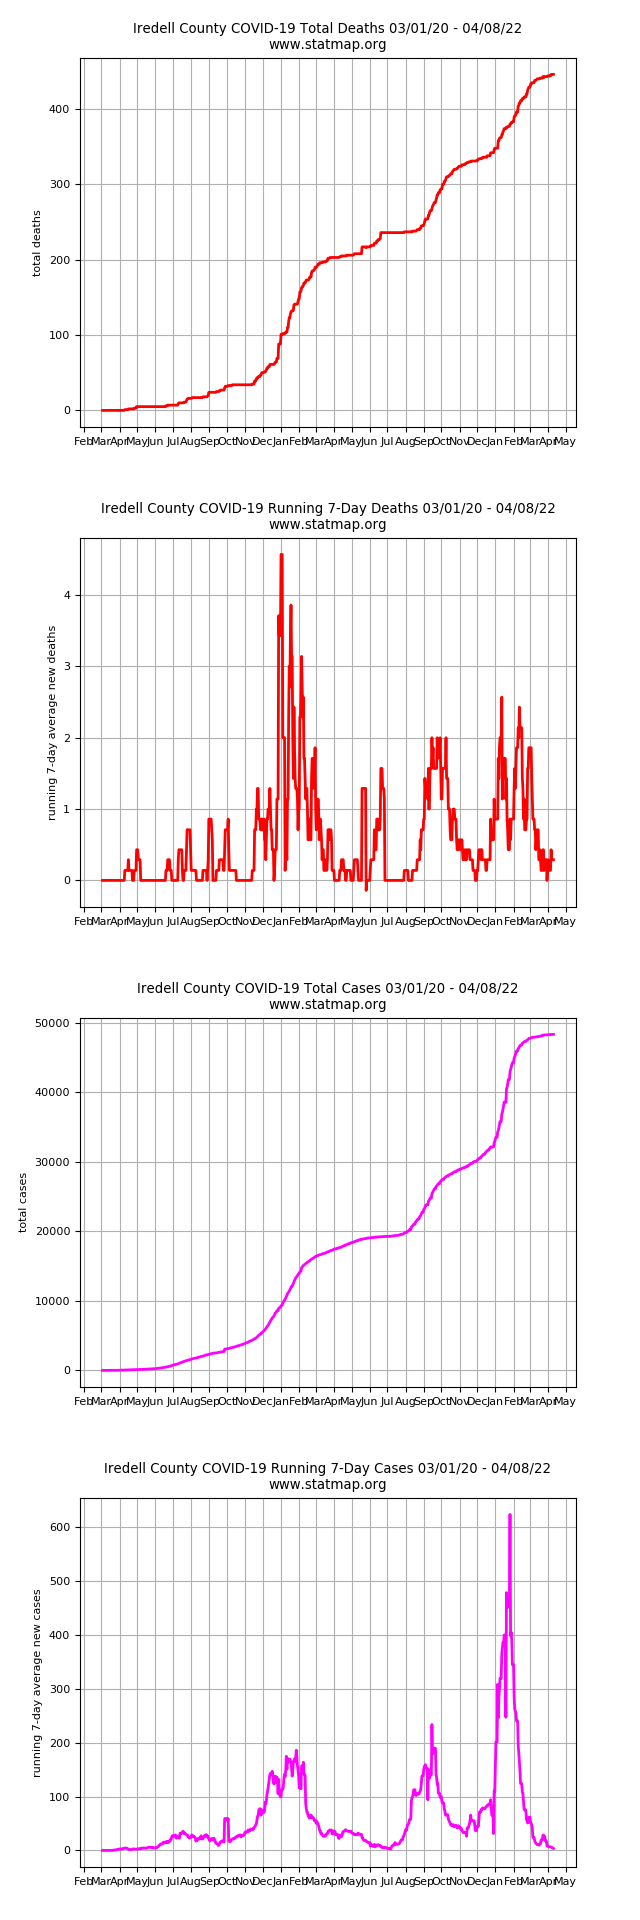 Iredell County COVID-19 Total Deaths 03/01/20 - 04/08/22
www.statmap.org
total deaths
400
300
200
100
0
Feb Mar Apr May Jun Jul Aug Sep Oct Nov Dec Jan Feb Mar Apr May Jun Jul Aug Sep Oct Nov Dec Jan Feb Mar Apr May
Iredell County COVID-19 Running 7-Day Deaths 03/01/20 - 04/08/22
www.statmap.org
running 7-day average new deaths
4
3
2
1
0
Feb Mar Apr May Jun Jul Aug Sep Oct Nov Dec Jan Feb Mar Apr May Jun Jul Aug Sep Oct Nov Dec Jan Feb Mar Apr May
Iredell County COVID-19 Total Cases 03/01/20 - 04/08/22
www.statmap.org
total cases
50000
40000
30000
20000
10000
0
Feb Mar Apr May Jun Jul Aug Sep Oct Nov Dec Jan Feb Mar Apr May Jun Jul Aug Sep Oct Nov Dec Jan Feb Mar Apr May
Iredell County COVID-19 Running 7-Day Cases 03/01/20 - 04/08/22
www.statmap.org
running 7-day average new cases
600
500
400
300
200
100
0
Feb Mar Apr May Jun Jul Aug Sep Oct Nov Dec Jan Feb Mar Apr May Jun Jul Aug Sep Oct Nov Dec Jan Feb Mar Apr May